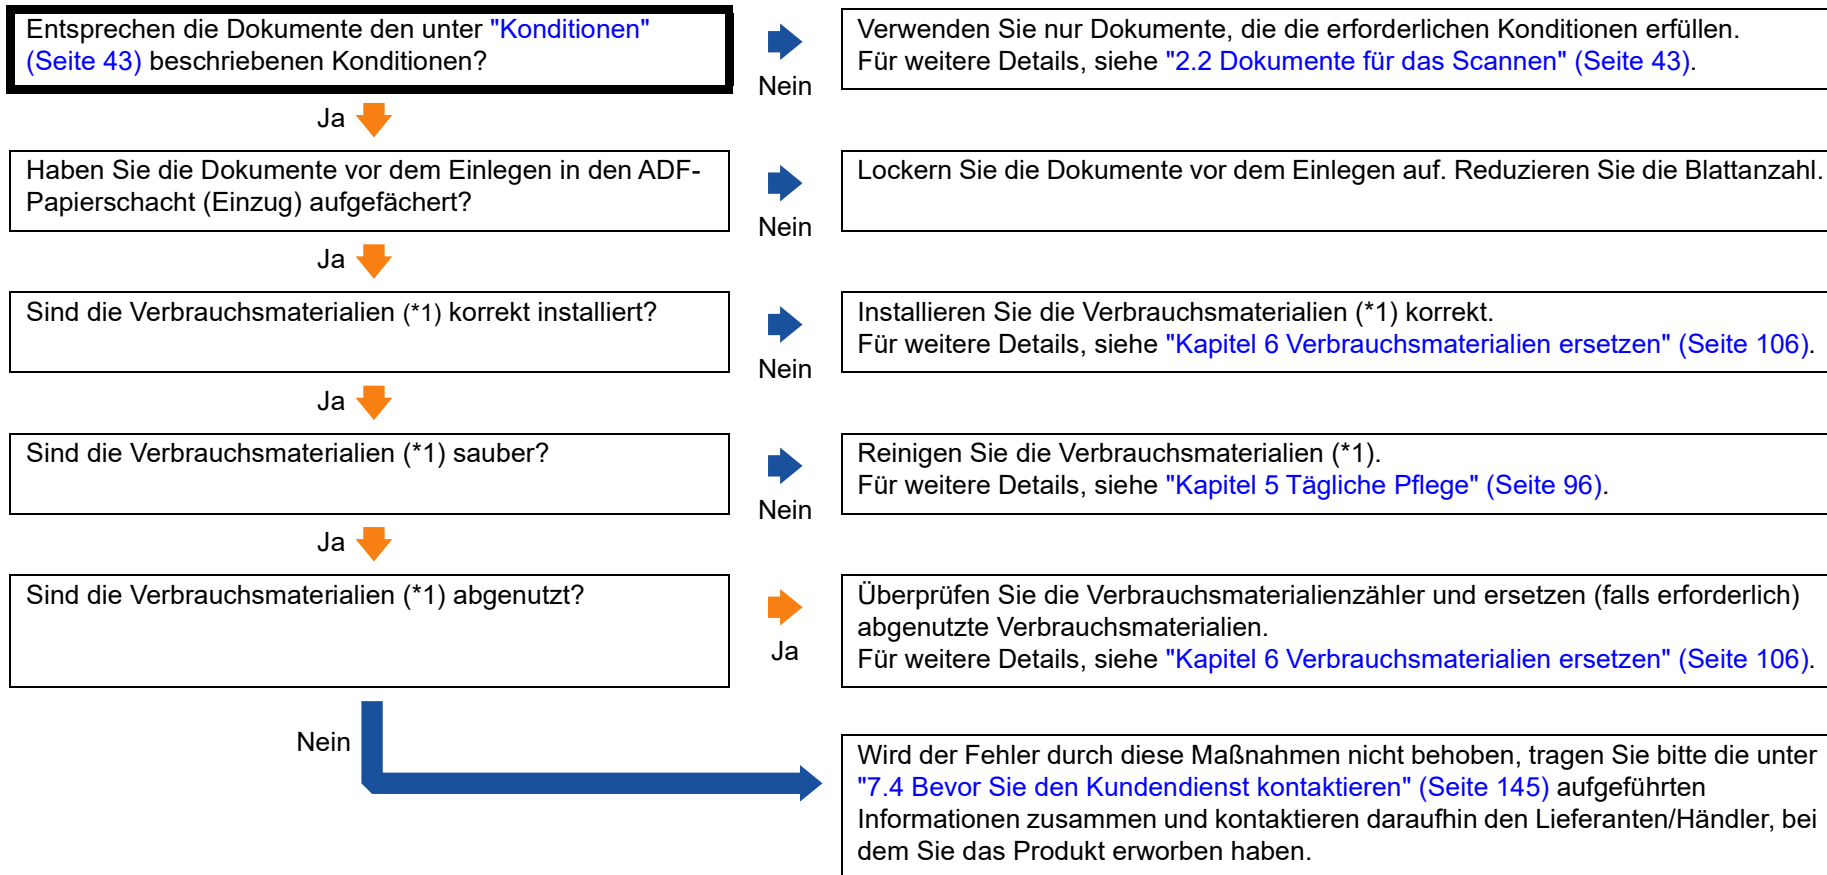 Entsprechen die Dokumente den unter "Konditionen"
(Seite 43) beschriebenen Konditionen?
Nein
Verwenden Sie nur Dokumente, die die erforderlichen Konditionen erfüllen.
Für weitere Details, siehe "2.2 Dokumente für das Scannen" (Seite 43).
Ja
Haben Sie die Dokumente vor dem Einlegen in den ADF-
Papierschacht (Einzug) aufgefächert?
Nein
Lockern Sie die Dokumente vor dem Einlegen auf. Reduzieren Sie die Blattanzahl.
Ja
Sind die Verbrauchsmaterialien (*1) korrekt installiert?
Nein
Installieren Sie die Verbrauchsmaterialien (*1) korrekt.
Für weitere Details, siehe "Kapitel 6 Verbrauchsmaterialien ersetzen" (Seite 106).
Ja
Sind die Verbrauchsmaterialien (*1) sauber?
Nein
Reinigen Sie die Verbrauchsmaterialien (*1).
Für weitere Details, siehe "Kapitel 5 Tägliche Pflege" (Seite 96).
Ja
Sind die Verbrauchsmaterialien (*1) abgenutzt?
Ja
Überprüfen Sie die Verbrauchsmaterialienzähler und ersetzen (falls erforderlich)
abgenutzte Verbrauchsmaterialien.
Für weitere Details, siehe "Kapitel 6 Verbrauchsmaterialien ersetzen" (Seite 106).
Nein
Wird der Fehler durch diese Maßnahmen nicht behoben, tragen Sie bitte die unter
"7.4 Bevor Sie den Kundendienst kontaktieren" (Seite 145) aufgeführten
Informationen zusammen und kontaktieren daraufhin den Lieferanten/Händler, bei
dem Sie das Produkt erworben haben.